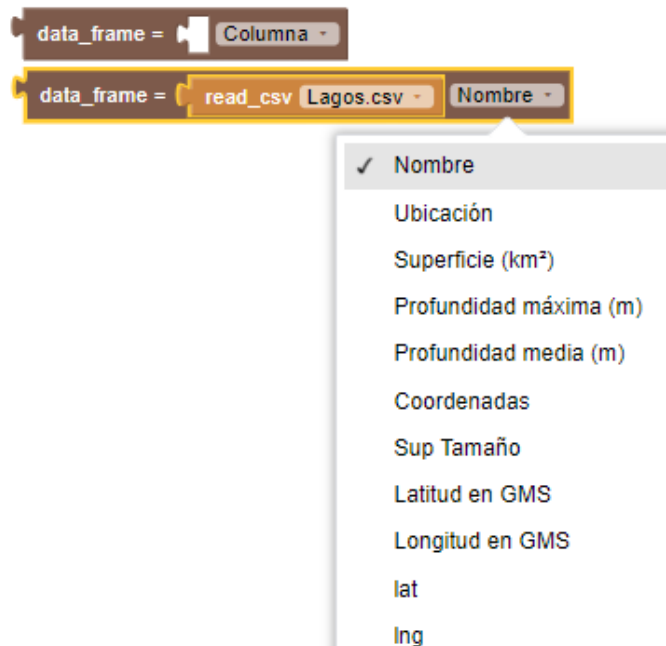 data_frame = Columna
data_frame = read_csv Lagos.csv Nombre
✓ Nombre
Ubicación
Superficie (km²)
Profundidad máxima (m)
Profundidad media (m)
Coordenadas
Sup Tamaño
Latitud en GMS
Longitud en GMS
lat
lng